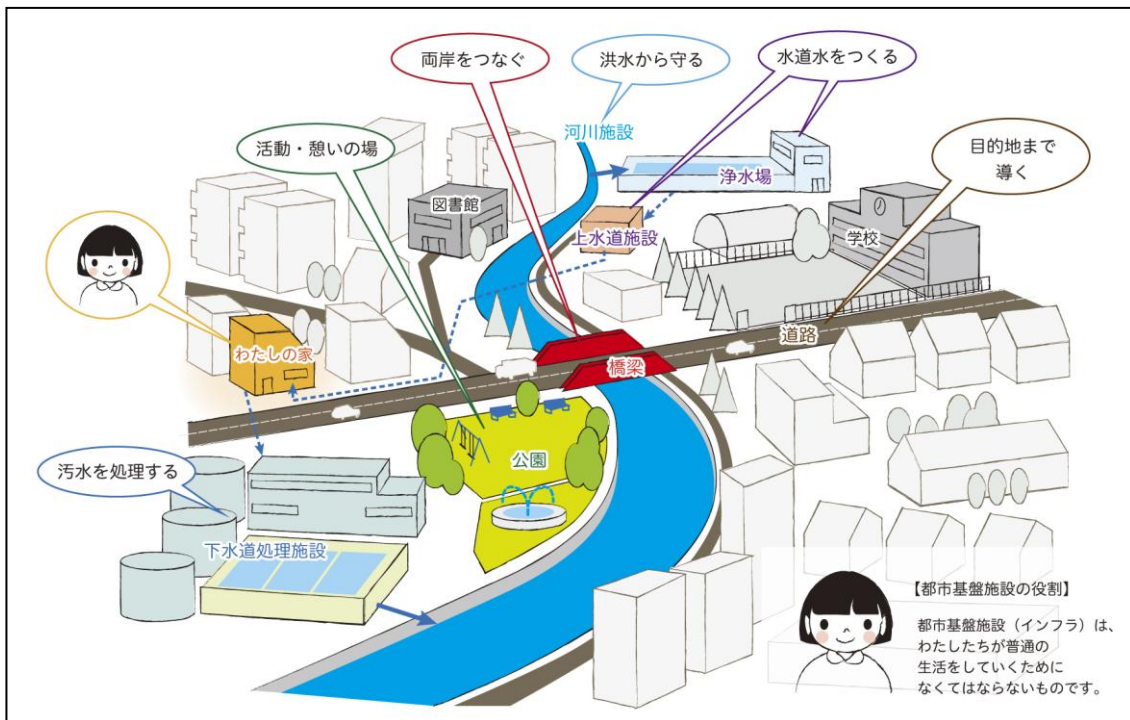 両岸をつなぐ
洪水から守る
水道水をつくる
河川施設
活動・憩いの場
目的地まで
導く
浄水場
図書館
上水道施設
学校
わたしの家
道路
橋梁
公園
汚水を処理する
下水道処理施設
【都市基盤施設の役割】
都市基盤施設（インフラ）は、
わたしたちが普通の
生活をしていくために
なくてはならないものです。